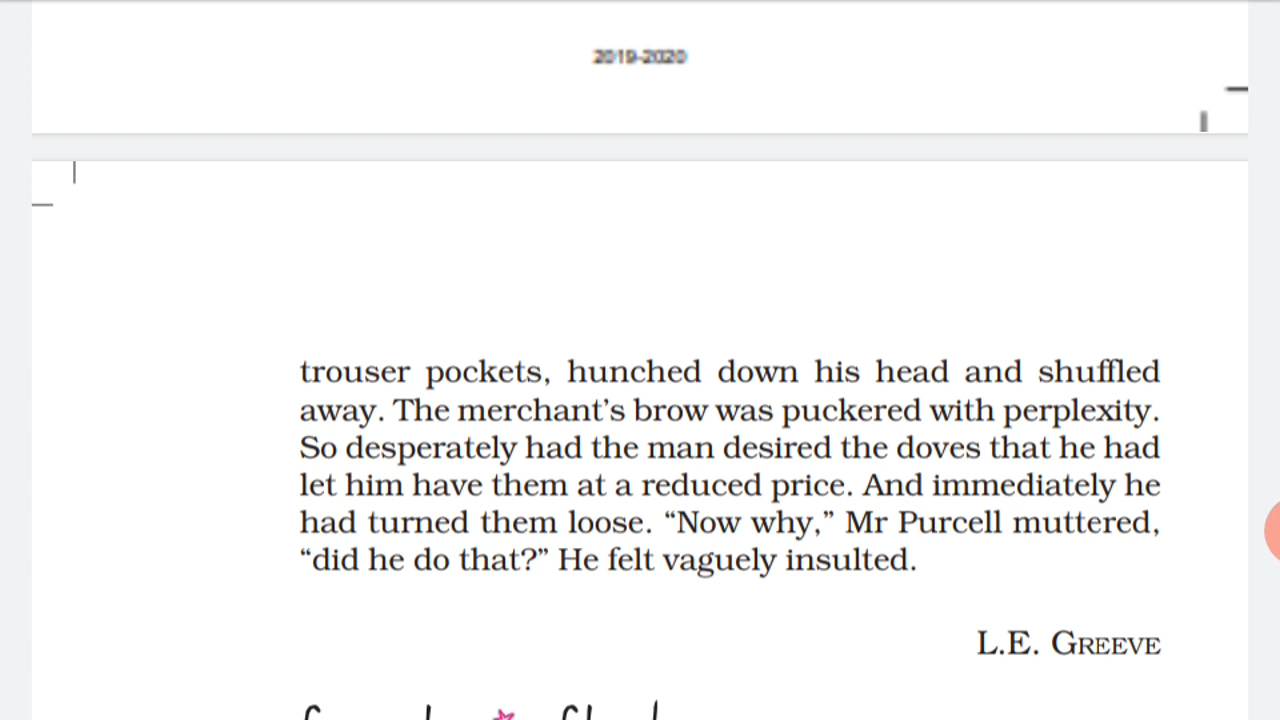 2019-2020
trouser pockets, hunched down his head and shuffled
away. The merchant’s brow was puckered with perplexity.
So desperately had the man desired the doves that he had
let him have them at a reduced price. And immediately he
had turned them loose. “Now why,” Mr Purcell muttered,
“did he do that?” He felt vaguely insulted.
L.E. GREEVE